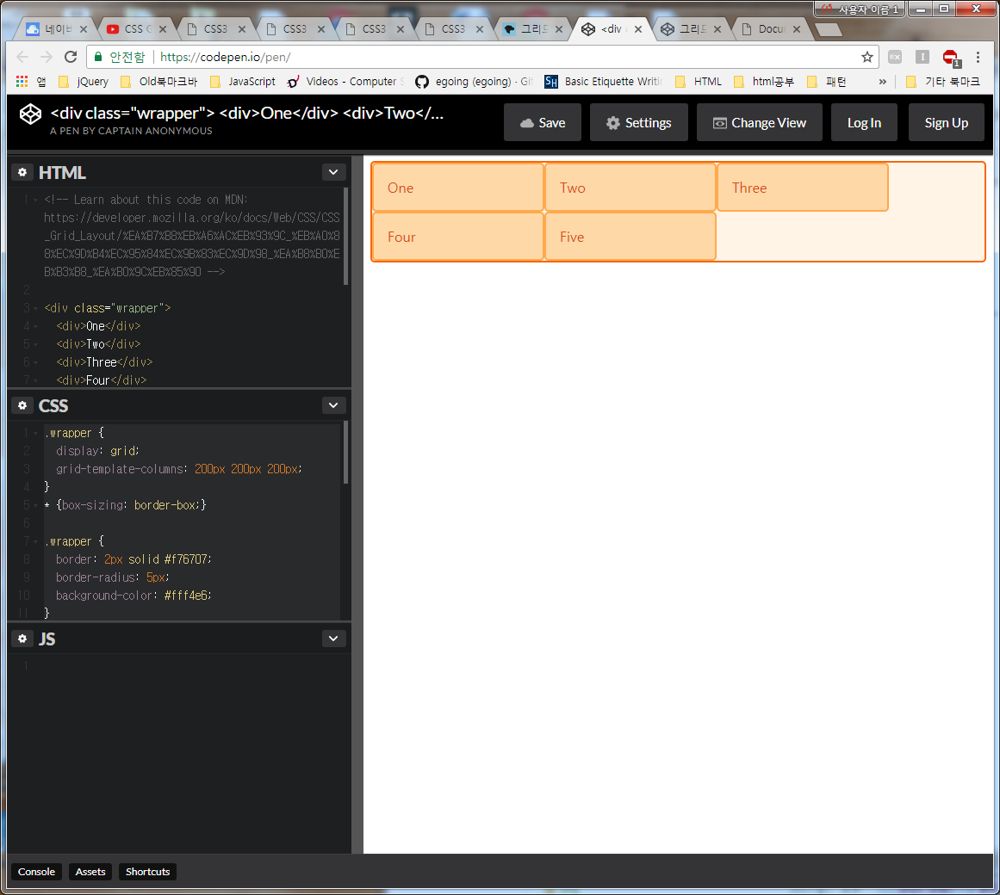 사용자 이름 1
네이버
CSS G
CSS3
CSS3
CSS3
CSS3
그리드
<div
그리드
Docu
안전함
https://codepen.io/pen/
1
앱
jQuery
Old북마크바
JavaScript
Videos - Computer S
egoing (egoing) · Git
SH
Basic Etiquette Writin
HTML
html공부
패턴
»
기타 북마크
<div class="wrapper"> <div>One</div> <div>Two</...
A PEN BY CAPTAIN ANONYMOUS
Save
Settings
Change View
Log In
Sign Up
HTML
1 <!-- Learn about this code on MDN:
https://developer.mozilla.org/ko/docs/Web/CSS/CSS
_Grid_Layout/%EA%B7%B8%EB%A6%AC%EB%93%9C_%EB%A0%8
8%EC%9D%B4%EC%95%84%EC%9B%83%EC%9D%98_%EA%B8%B0%E
B%B3%B8_%EA%B0%9C%EB%85%90 -->
2
3 <div class="wrapper">
4 <div>One</div>
5 <div>Two</div>
6 <div>Three</div>
7 <div>Four</div>
CSS
1 .wrapper {
2 display: grid;
3 grid-template-columns: 200px 200px 200px;
4 }
5 * {box-sizing: border-box;}
6
7 .wrapper {
8 border: 2px solid #f76707;
9 border-radius: 5px;
10 background-color: #fff4e6;
11 }
JS
1
One
Two
Three
Four
Five
Console
Assets
Shortcuts